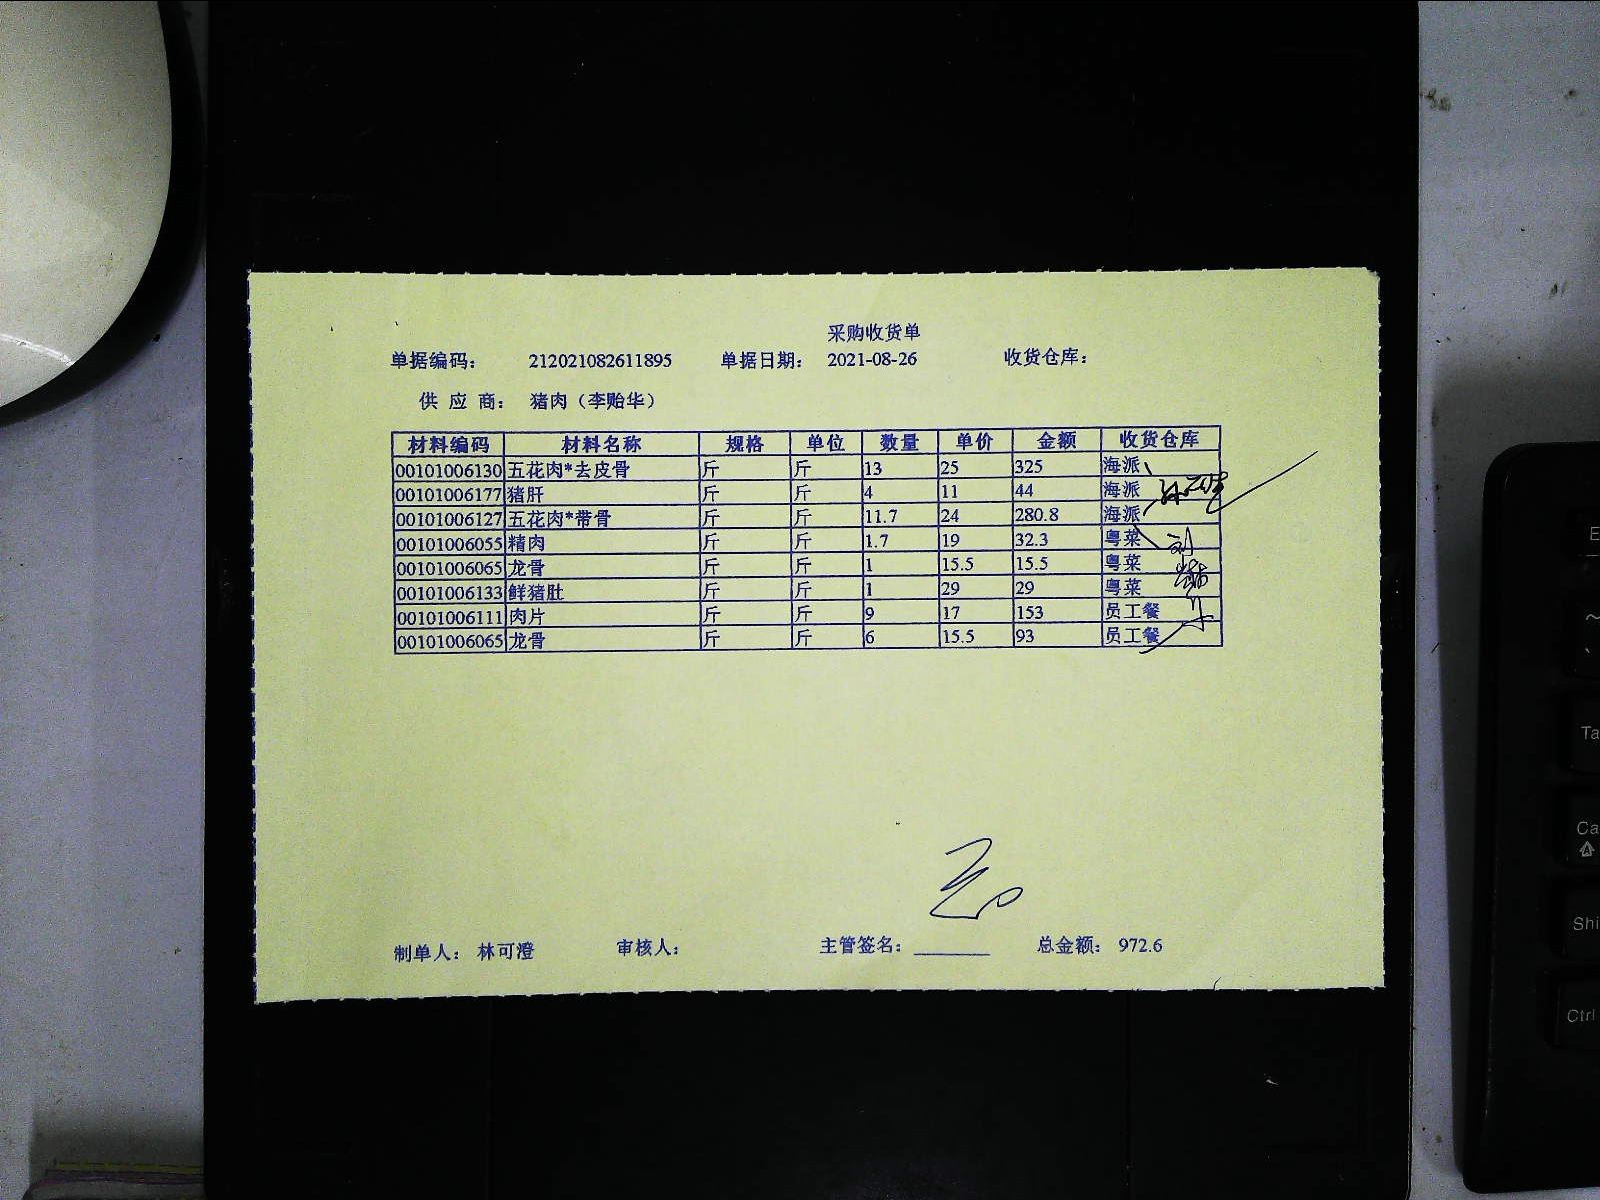 采购收货单
单据编码： 212021082611895 单据日期： 2021-08-26 收货仓库：
供 应 商： 猪肉（李贻华）
材料编码 材料名称 规格 单位 数量 单价 金额 收货仓库
00101006130 五花肉*去皮骨 斤 斤 13 25 325 海派
00101006177 猪肝 斤 斤 4 11 44 海派
00101006127 五花肉*带骨 斤 斤 11.7 24 280.8 海派
00101006055 精肉 斤 斤 1.7 19 32.3 粤菜
00101006065 龙骨 斤 斤 1 15.5 15.5 粤菜
00101006133 鲜猪肚 斤 斤 1 29 29 粤菜
00101006111 肉片 斤 斤 9 17 153 员工餐
00101006065 龙骨 斤 斤 6 15.5 93 员工餐
制单人： 林可澄 审核人： 主管签名： 总金额： 972.6
Ctrl